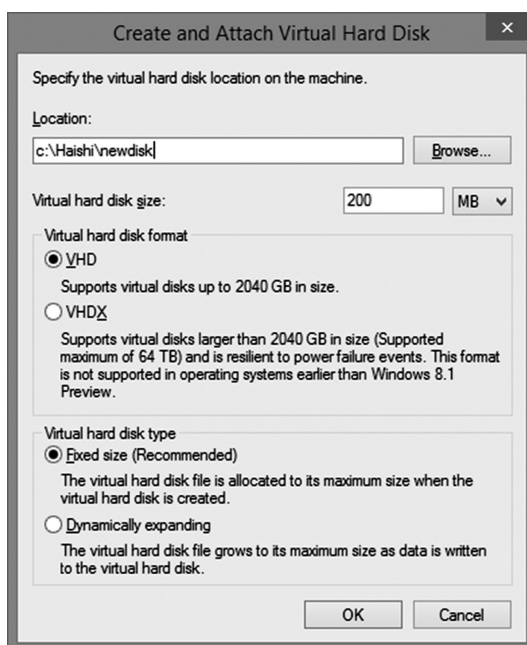 Create and Attach Virtual Hard Disk
Specify the virtual hard disk location on the machine.
Location:
c:\Haishi\newdisk
Browse...
Virtual hard disk size:
200
MB
Virtual hard disk format
VHD
Supports virtual disks up to 2040 GB in size.
VHDX
Supports virtual disks larger than 2040 GB in size (Supported
maximum of 64 TB) and is resilient to power failure events. This format
is not supported in operating systems earlier than Windows 8.1
Preview.
Virtual hard disk type
Fixed size (Recommended)
The virtual hard disk file is allocated to its maximum size when the
virtual hard disk is created.
Dynamically expanding
The virtual hard disk file grows to its maximum size as data is written
to the virtual hard disk.
OK
Cancel